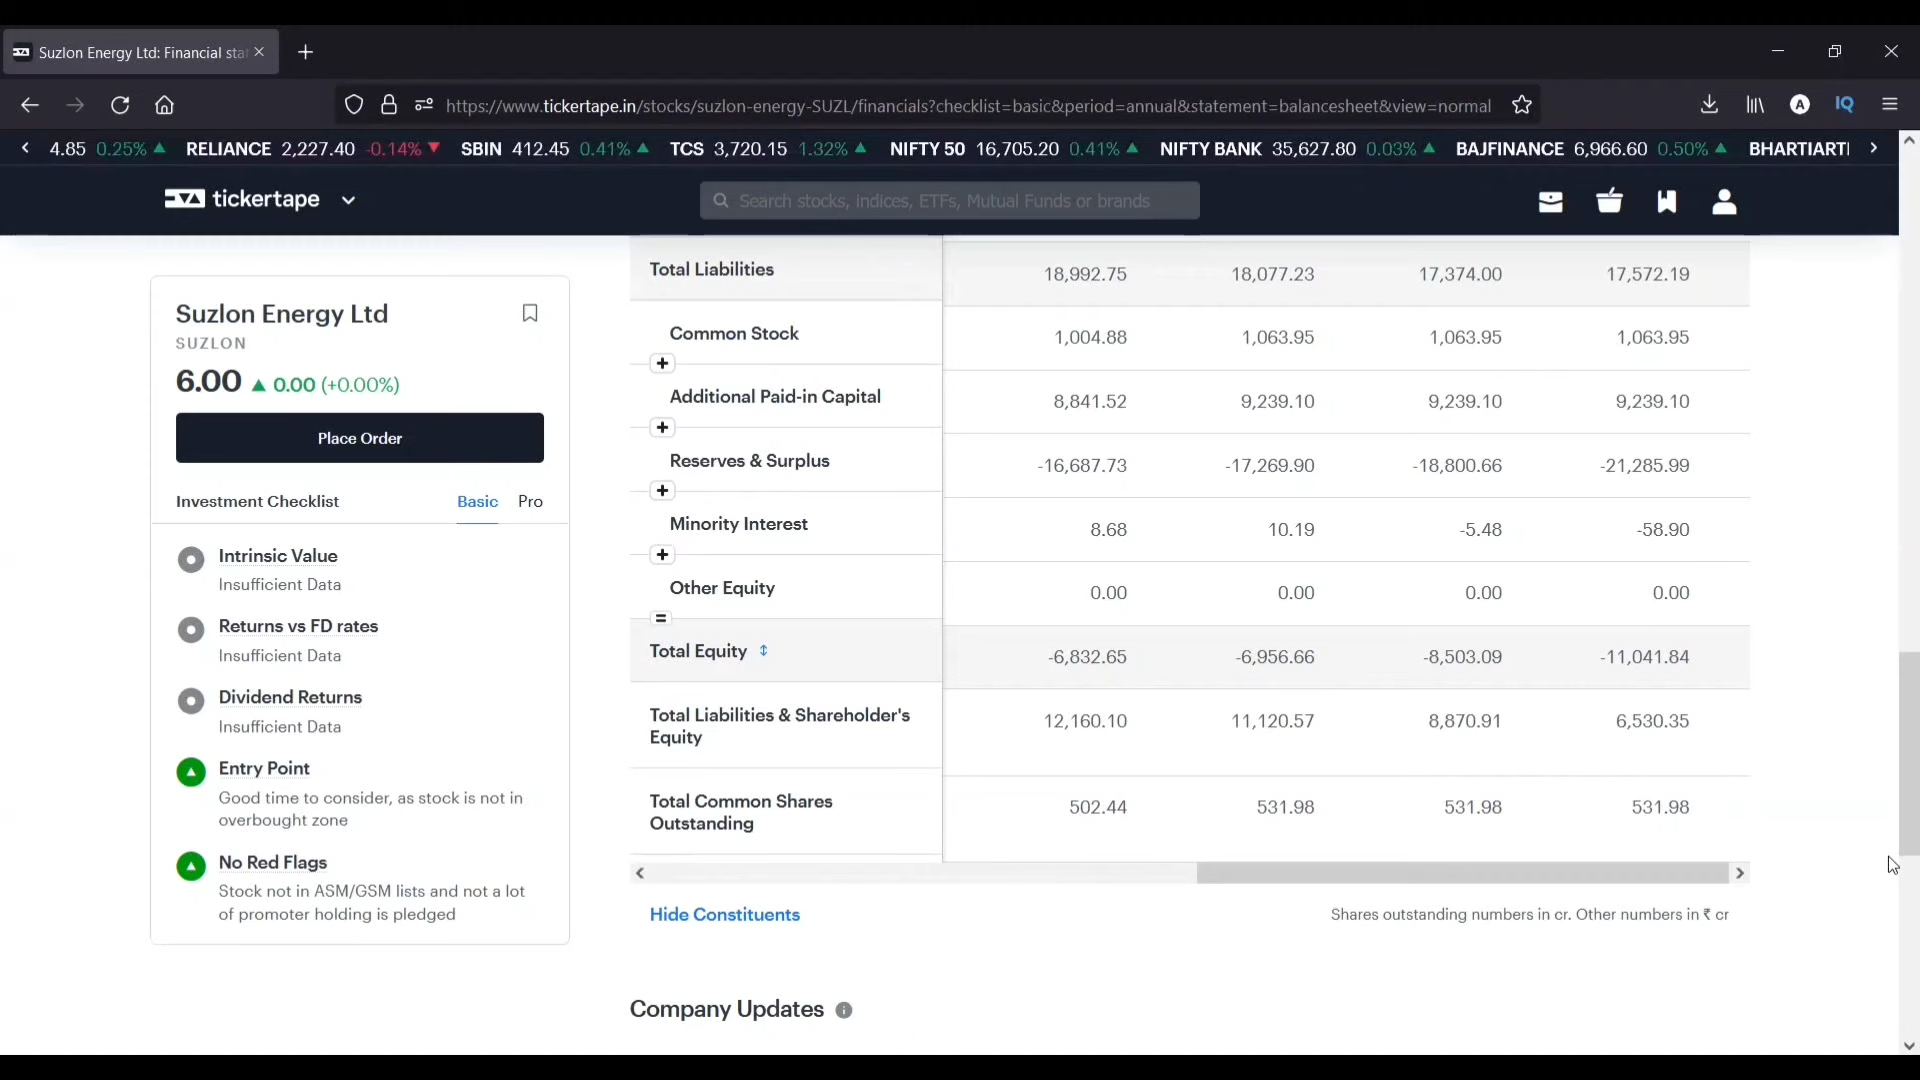 Suzlon Energy Ltd: Financial sta
https://www.tickertape.in/stocks/suzlon-energy-SUZL/financials?checklist=basic&period=annual&statement=balancesheet&view=normal
A
IQ
4.85 0.25% ▲ RELIANCE 2,227.40 -0.14% ▼ SBIN 412.45 0.41% ▲ TCS 3,720.15 1.32% ▲ NIFTY 50 16,705.20 0.41% ▲ NIFTY BANK 35,627.80 0.03% ▲ BAJFINANCE 6,966.60 0.50% ▲ BHARTIARTI
tickertape
Search stocks, indices, ETFs, Mutual Funds or brands
Suzlon Energy Ltd
SUZLON
6.00 ▲ 0.00 (+0.00%)
Place Order
Investment Checklist Basic Pro
Intrinsic Value
Insufficient Data
Returns vs FD rates
Insufficient Data
Dividend Returns
Insufficient Data
Entry Point
Good time to consider, as stock is not in
overbought zone
No Red Flags
Stock not in ASM/GSM lists and not a lot
of promoter holding is pledged
Total Liabilities 18,992.75 18,077.23 17,374.00 17,572.19
Common Stock 1,004.88 1,063.95 1,063.95 1,063.95
+
Additional Paid-in Capital 8,841.52 9,239.10 9,239.10 9,239.10
+
Reserves & Surplus -16,687.73 -17,269.90 -18,800.66 -21,285.99
+
Minority Interest 8.68 10.19 -5.48 -58.90
+
Other Equity 0.00 0.00 0.00 0.00
=
Total Equity -6,832.65 -6,956.66 -8,503.09 -11,041.84
Total Liabilities & Shareholder's 12,160.10 11,120.57 8,870.91 6,530.35
Equity
Total Common Shares 502.44 531.98 531.98 531.98
Outstanding
Hide Constituents
Shares outstanding numbers in cr. Other numbers in ₹ cr
Company Updates